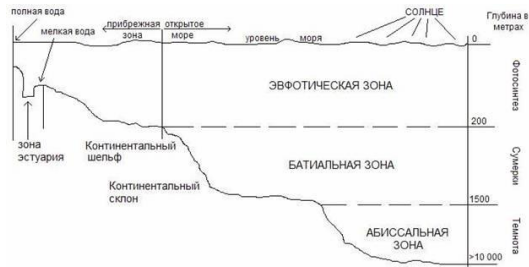 полная вода
мелкая вода
прибрежная
зона
открытое
море
уровень моря
СОЛНЦЕ
Глубина в
метрах
0
ЭВФОТИЧЕСКАЯ ЗОНА
Фотосинтез
200
зона
эстуария
Континентальный
шельф
Континентальный
склон
БАТИАЛЬНАЯ ЗОНА
Сумерки
1500
АБИССАЛЬНАЯ
ЗОНА
Темнота
>10 000